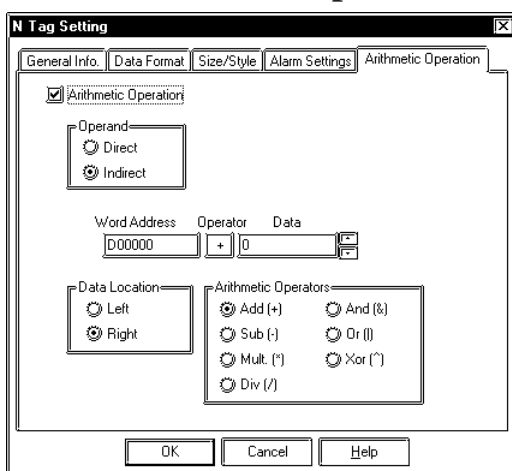 N Tag Setting
General Info. Data Format Size/Style Alarm Settings Arithmetic Operation
Arithmetic Operation
Operand
Direct
Indirect
Word Address Operator Data
D00000 + 0
Data Location
Left
Right
Arithmetic Operators
Add (+) And (&)
Sub (-) Or (|)
Mult. (*) Xor (^)
Div (/)
OK Cancel Help